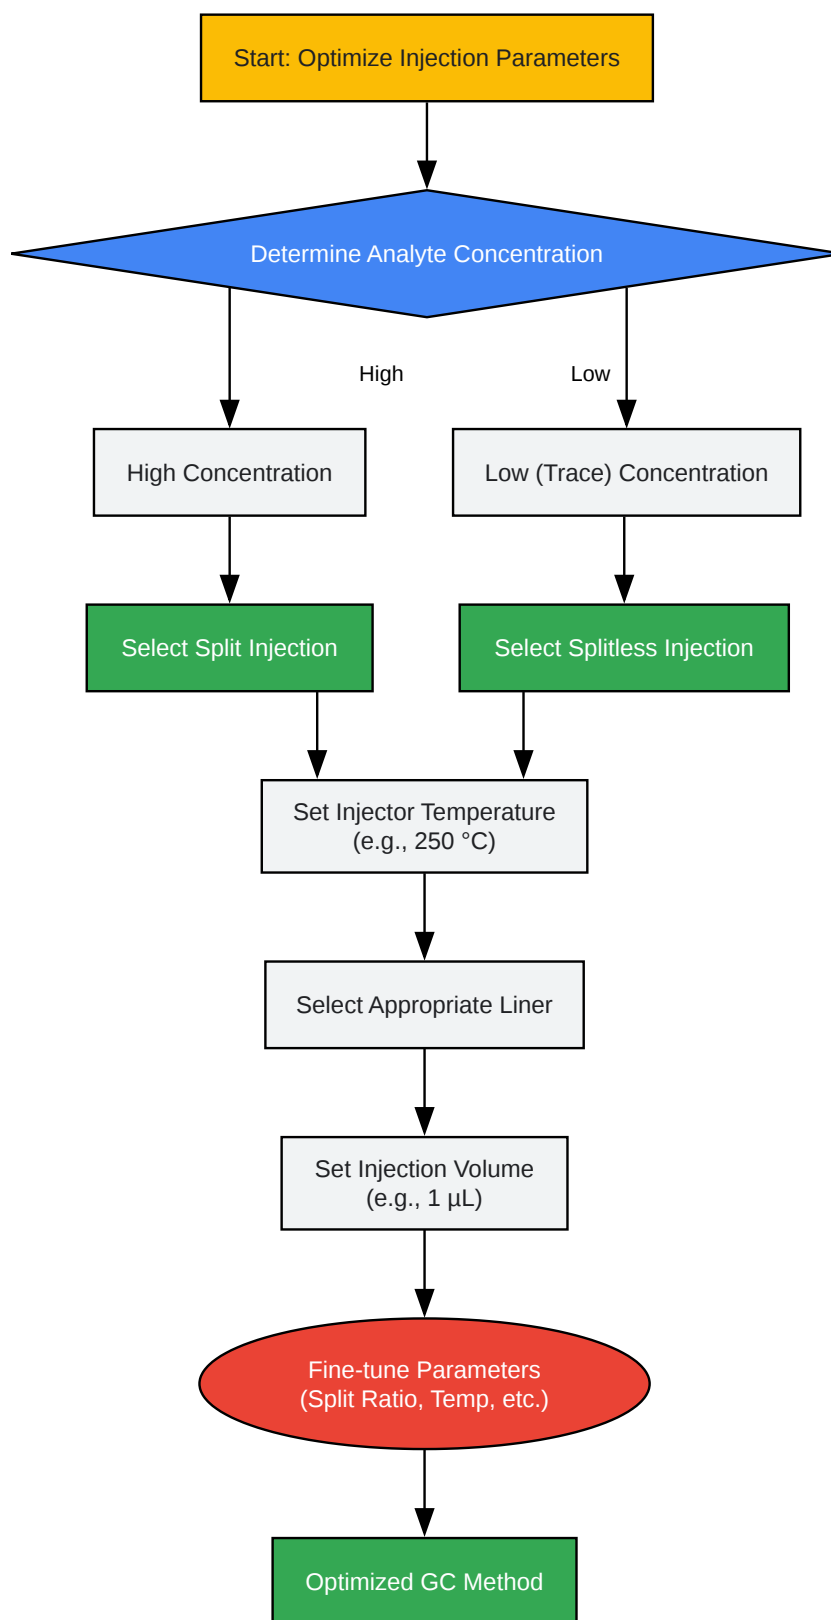 Start: Optimize Injection Parameters
Determine Analyte Concentration
High
Low
High Concentration
Low (Trace) Concentration
Select Split Injection
Select Splitless Injection
Set Injector Temperature
(e.g., 250 °C)
Select Appropriate Liner
Set Injection Volume
(e.g., 1 µL)
Fine-tune Parameters
(Split Ratio, Temp, etc.)
Optimized GC Method